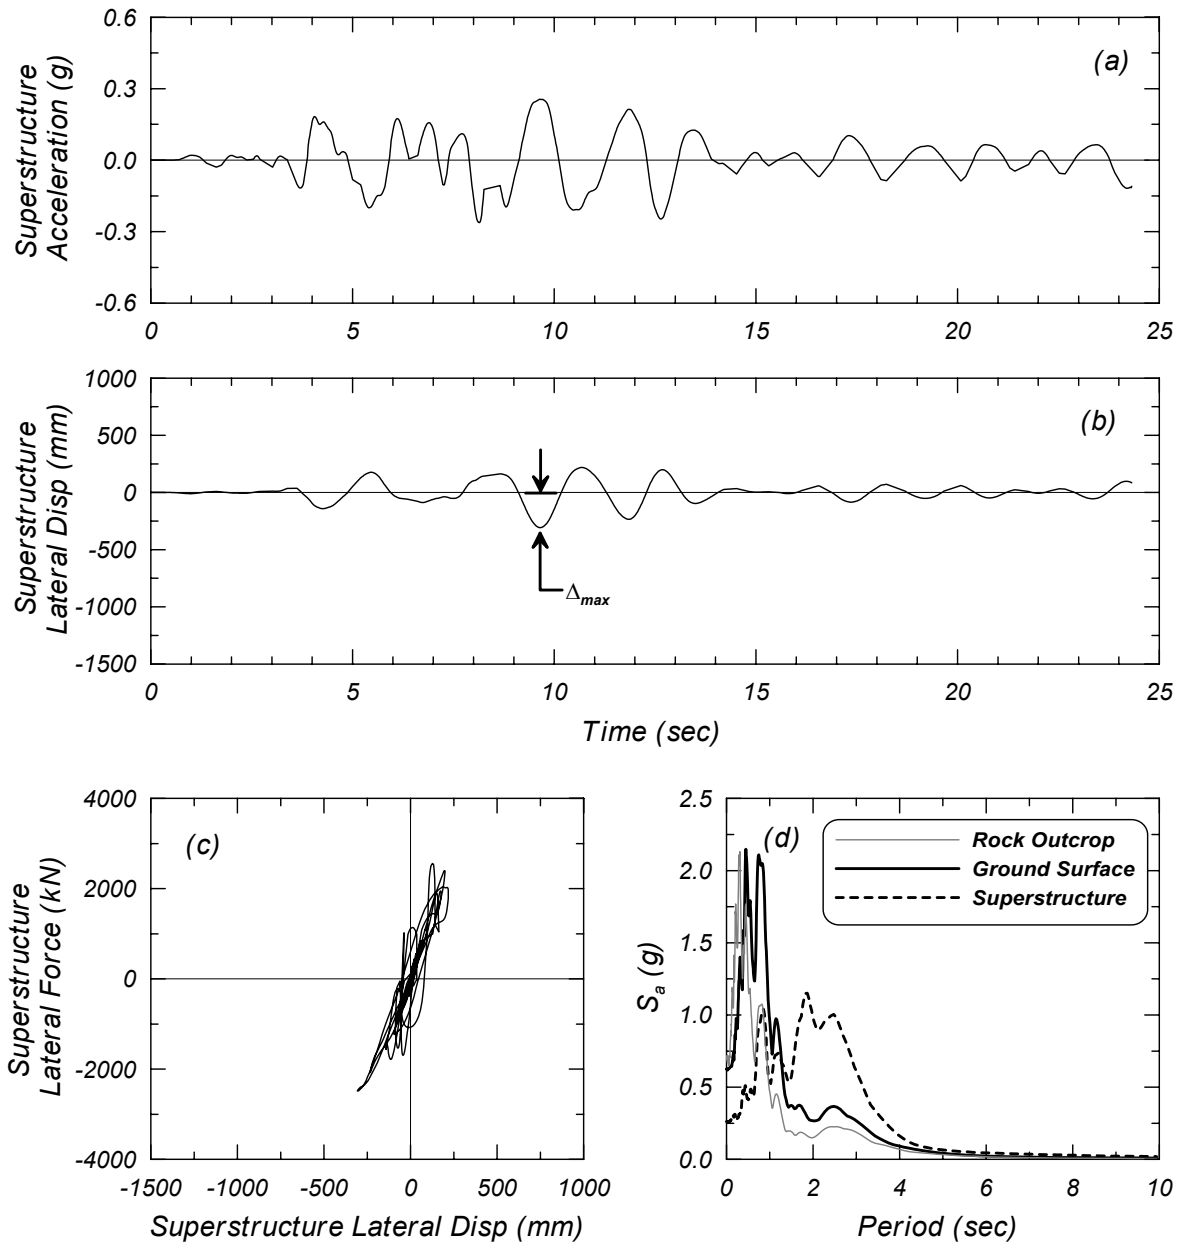 0.6
0.3
0.0
-0.3
-0.6
Superstructure
Acceleration (g)
(a)
0 5 10 15 20 25
1000
500
0
-500
-1000
-1500
Superstructure
Lateral Disp (mm)
(b)
Δmax
0 5 10 15 20 25
Time (sec)
4000
2000
0
-2000
-4000
Superstructure
Lateral Force (kN)
(c)
-1500 -1000 -500 0 500 1000
Superstructure Lateral Disp (mm)
2.5
2.0
1.5
1.0
0.5
0.0
Sa (g)
(d)
Rock Outcrop
Ground Surface
Superstructure
0 2 4 6 8 10
Period (sec)